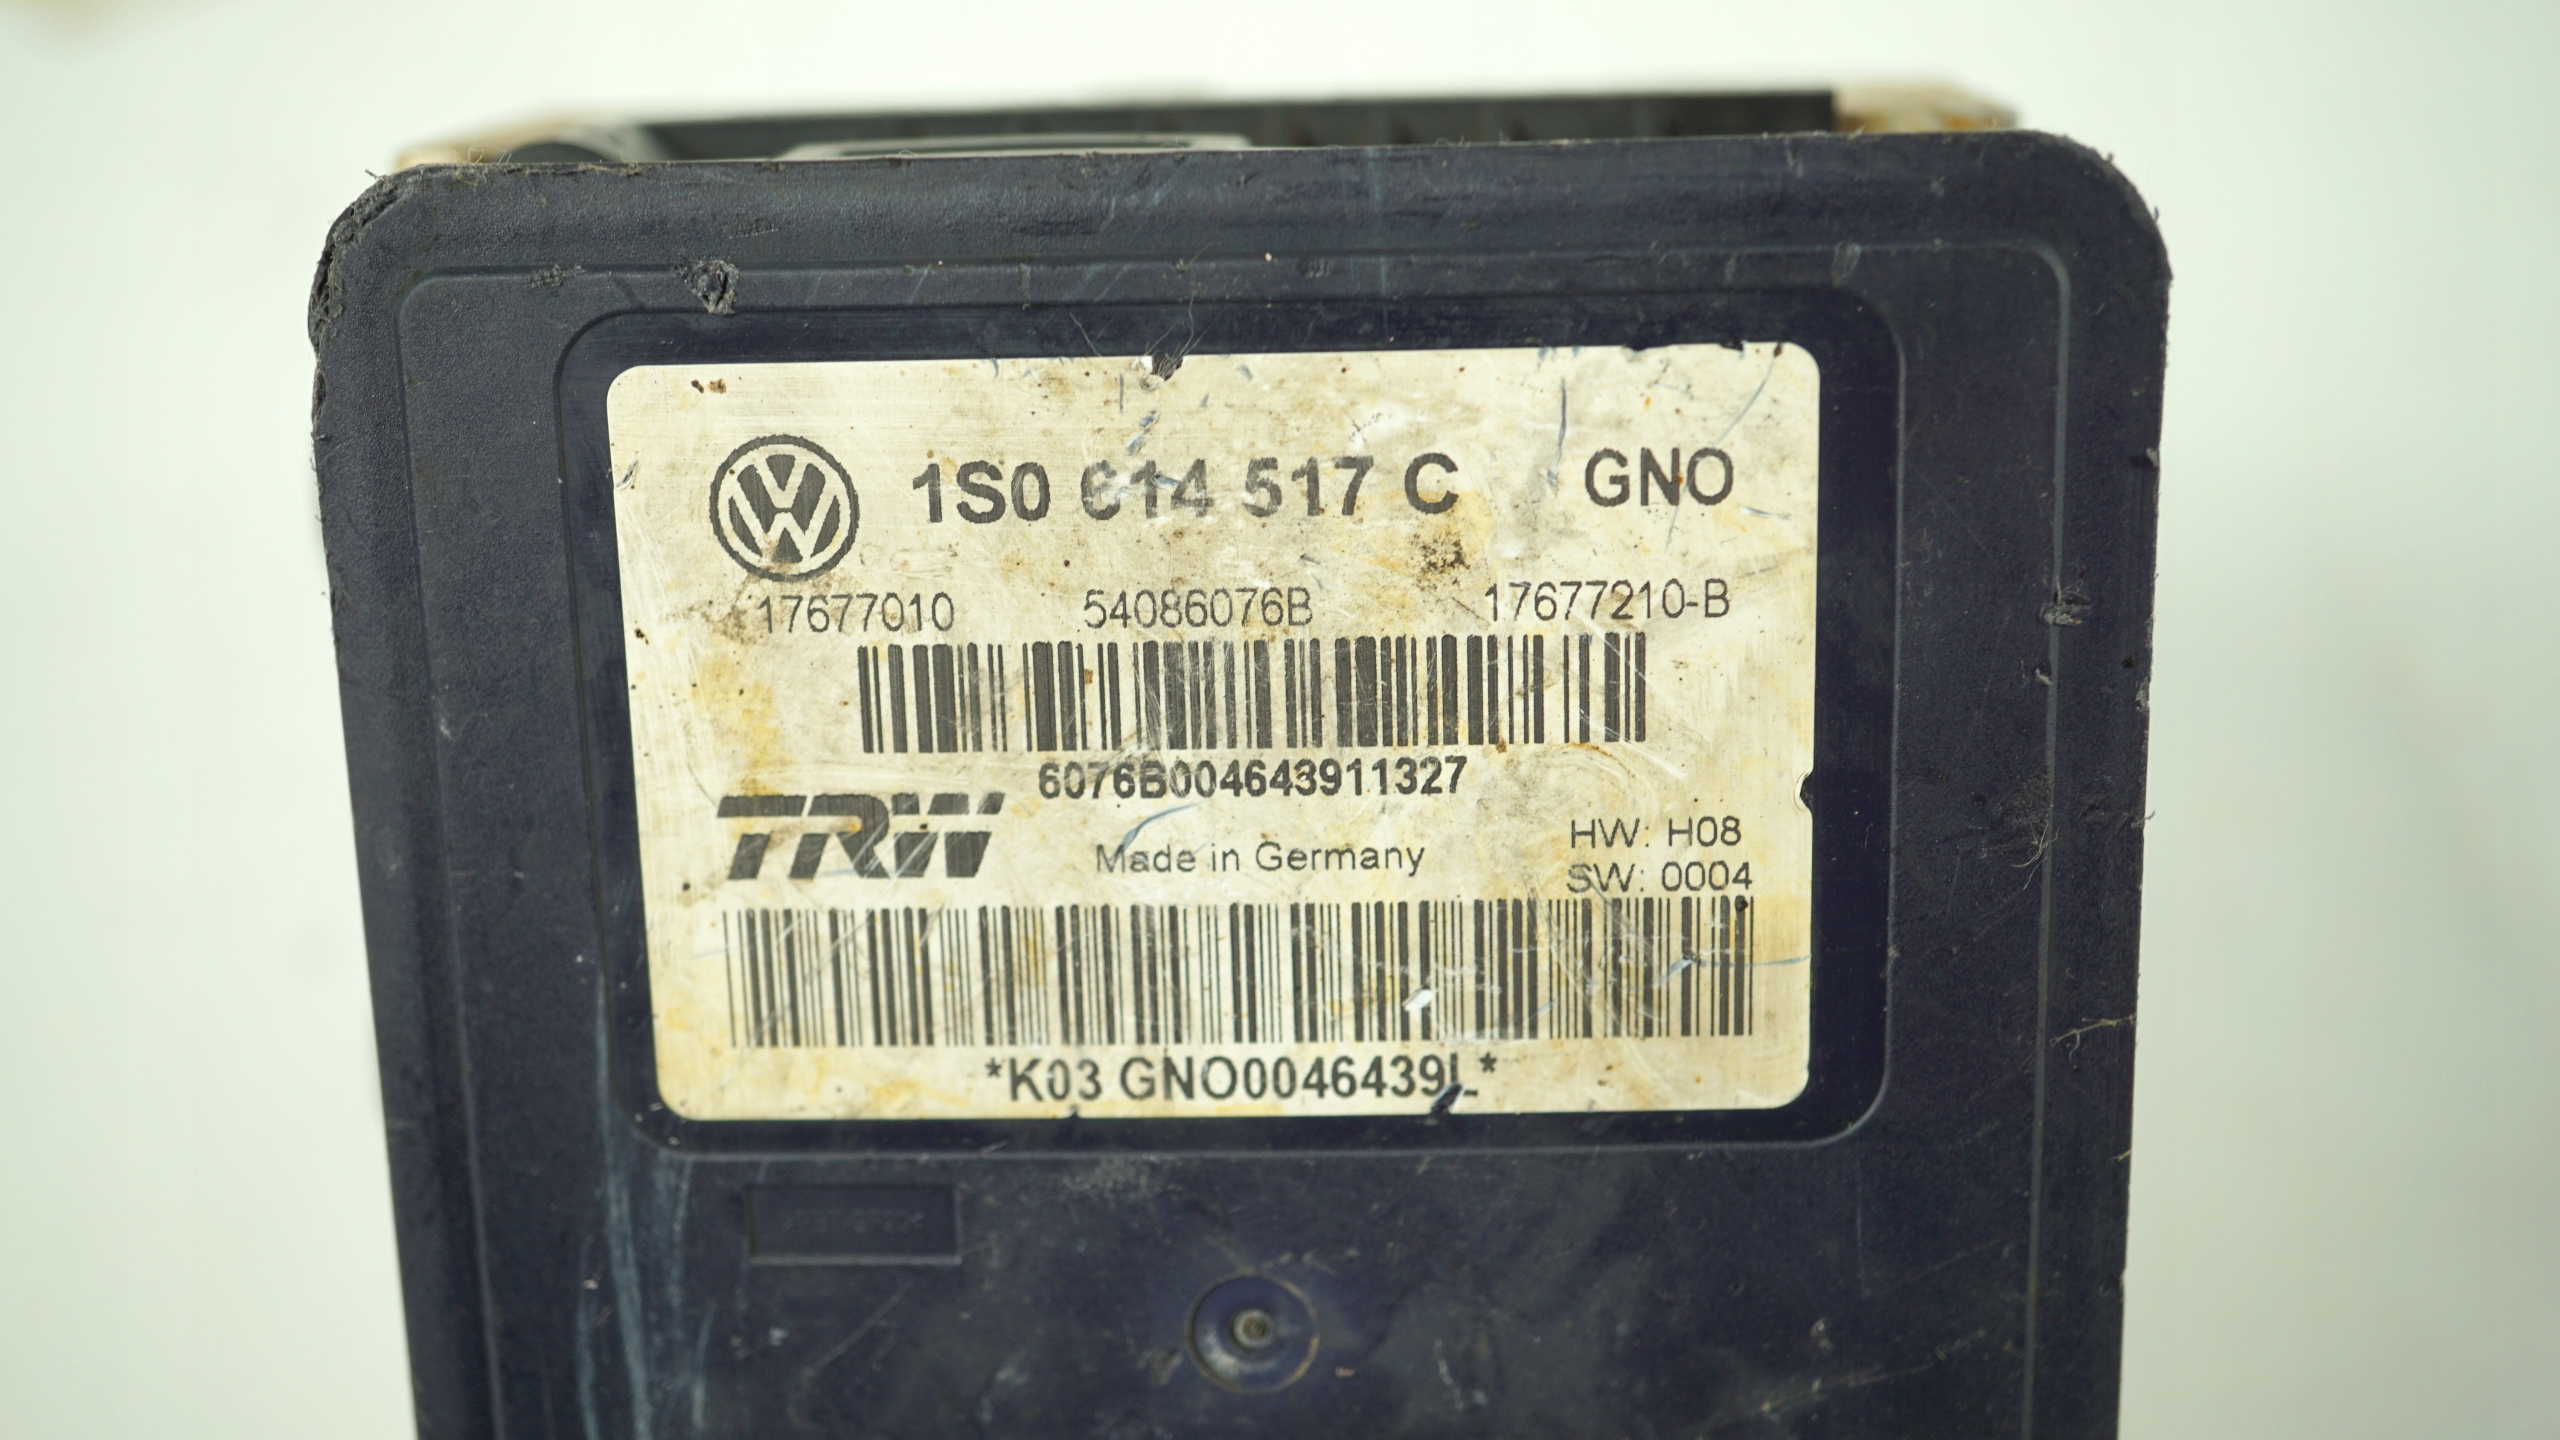 1S0 614 517 C GNO
17677010 54086076B 17677210-B
6076B004643911327
TRW
Made in Germany
HW: H08
SW: 0004
*K03 GNO0046439L*